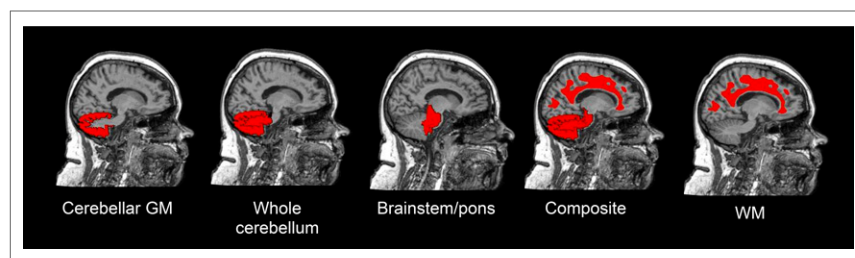 Cerebellar GM
Whole
cerebellum
Brainstem/pons
Composite
WM